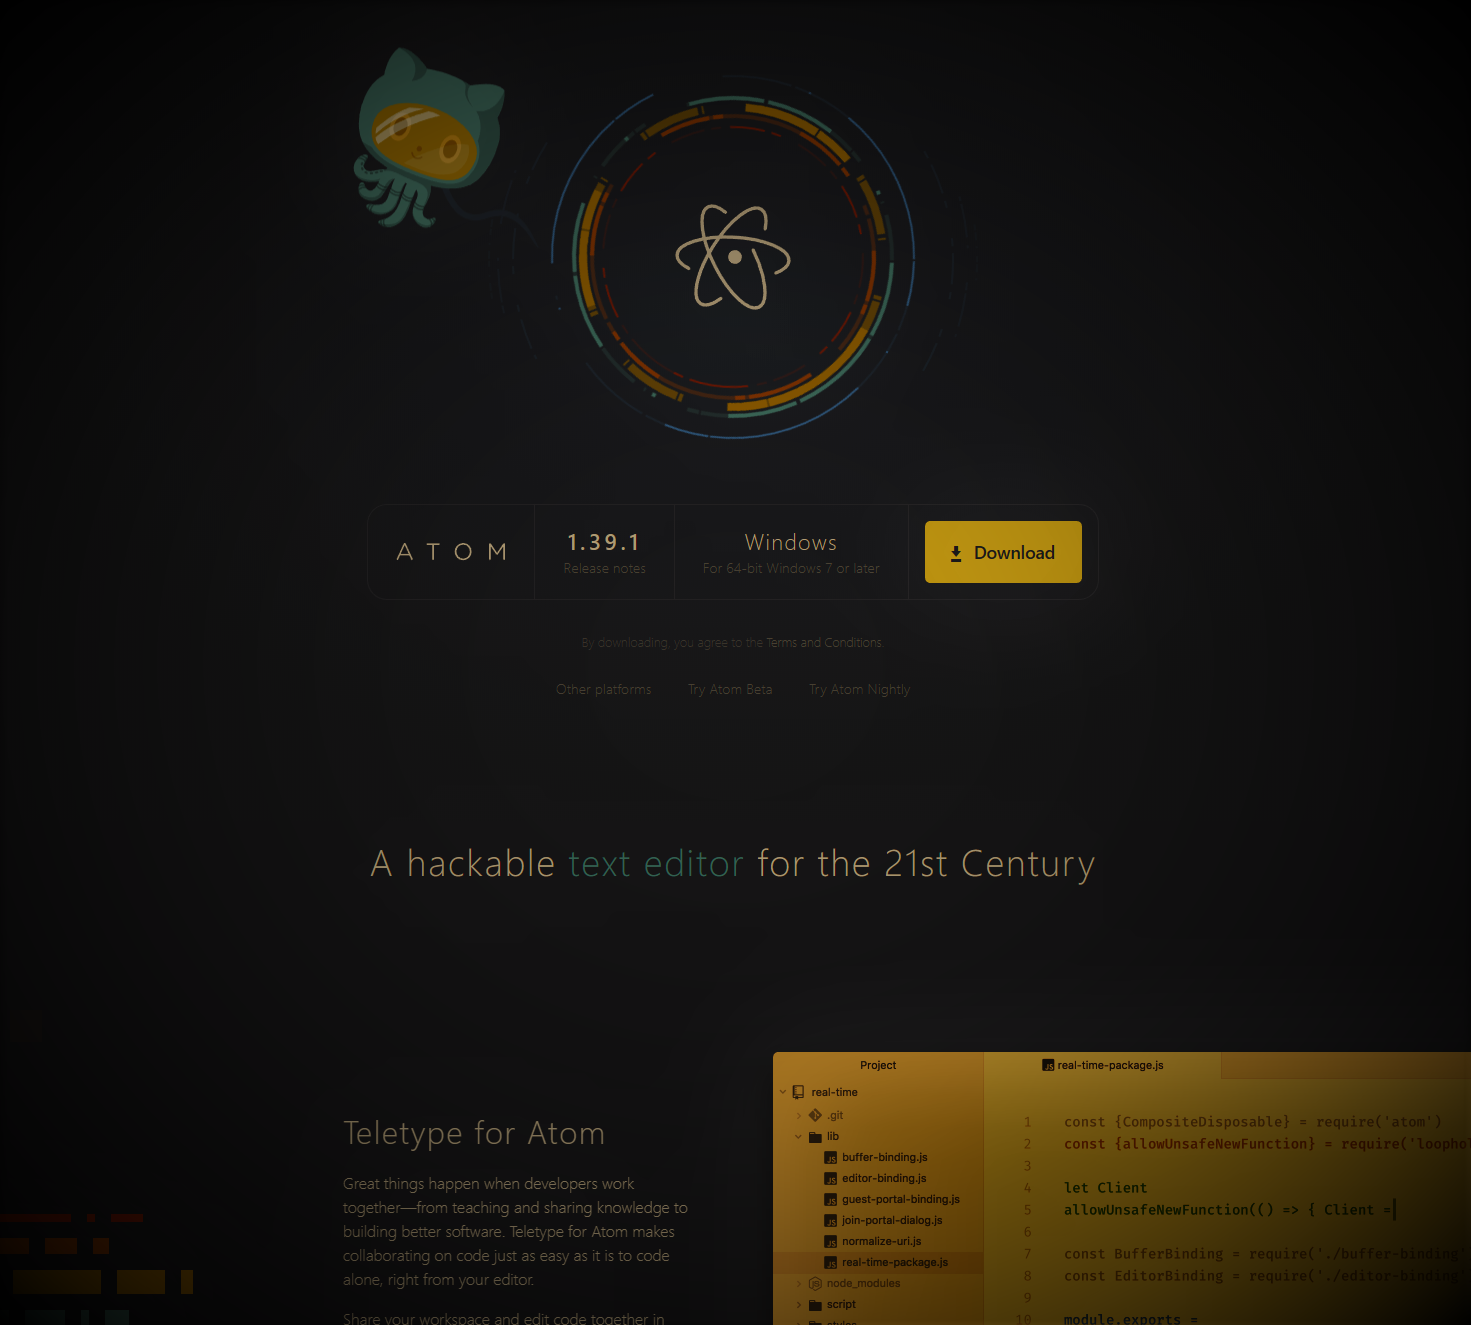 ATOM
1.39.1
Release notes
Windows
For 64-bit Windows 7 or later
Download
By downloading, you agree to the Terms and Conditions.
Other platforms
Try Atom Beta
Try Atom Nightly
A hackable text editor for the 21st Century
Teletype for Atom
Great things happen when developers work
together—from teaching and sharing knowledge to
building better software. Teletype for Atom makes
collaborating on code just as easy as it is to code
alone, right from your editor.
Share your workspace and edit code together in
Project
real-time
.git
lib
buffer-binding.js
editor-binding.js
guest-portal-binding.js
join-portal-dialog.js
normalize-uri.js
real-time-package.js
node_modules
script
styles
real-time-package.js
1 const {CompositeDisposable} = require('atom')
2 const {allowUnsafeNewFunction} = require('loophol
3
4 let Client
5 allowUnsafeNewFunction(() => { Client =
6
7 const BufferBinding = require('./buffer-binding'
8 const EditorBinding = require('./editor-binding'
9
10 module.exports =